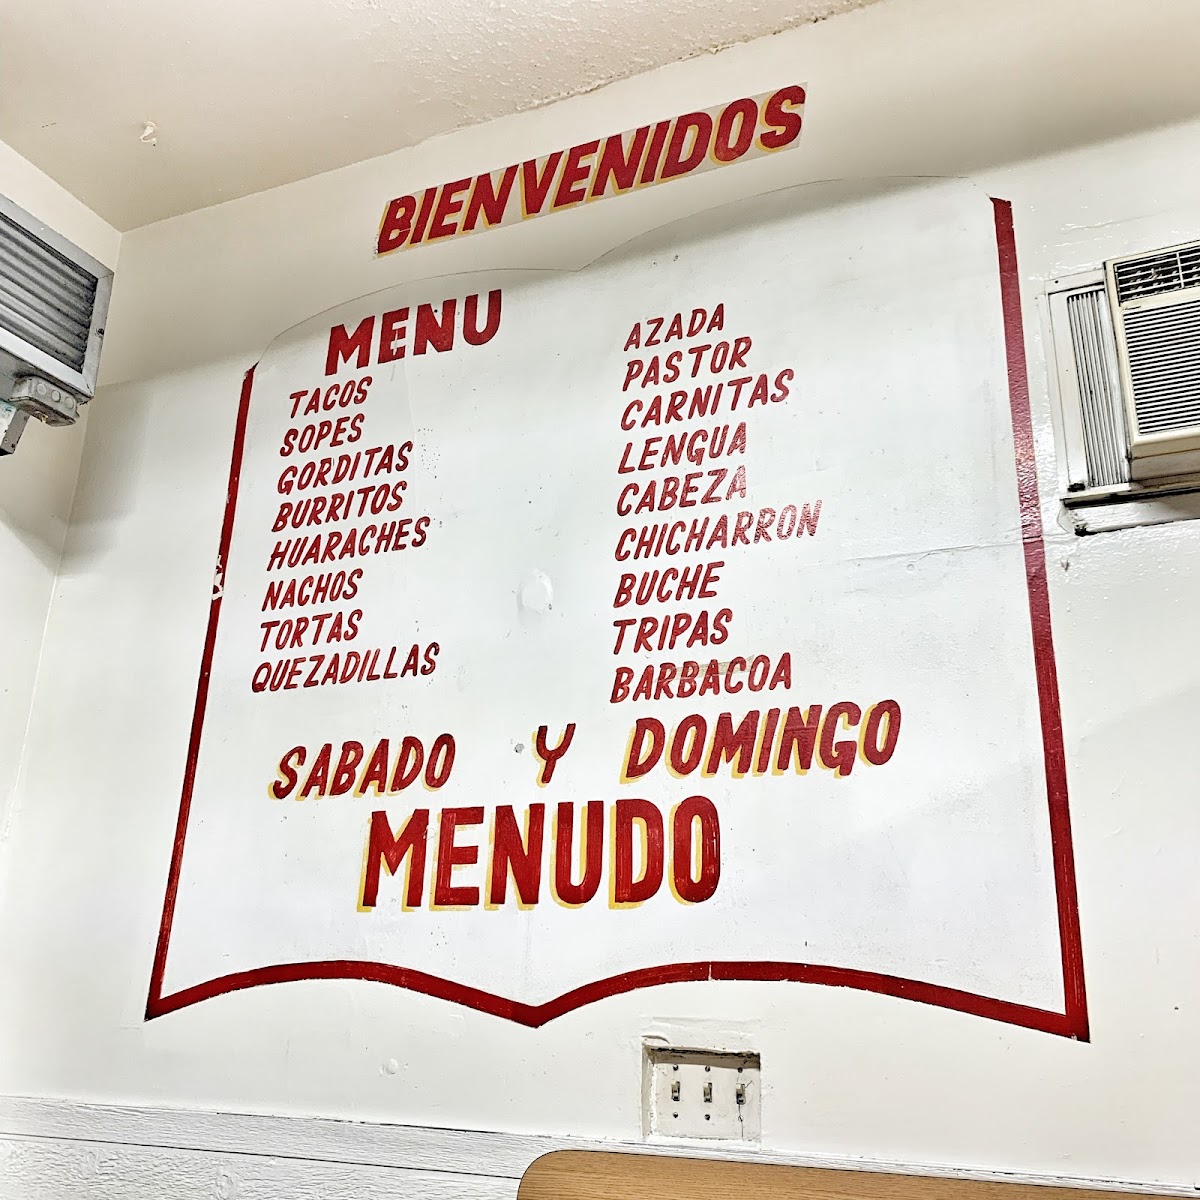 BIENVENIDOS
MENU
TACOS
SOPES
GORDITAS
BURRITOS
HUARACHES
NACHOS
TORTAS
QUEZADILLAS
AZADA
PASTOR
CARNITAS
LENGUA
CABEZA
CHICHARRON
BUCHE
TRIPAS
BARBACOA
SABADO Y DOMINGO
MENUDO